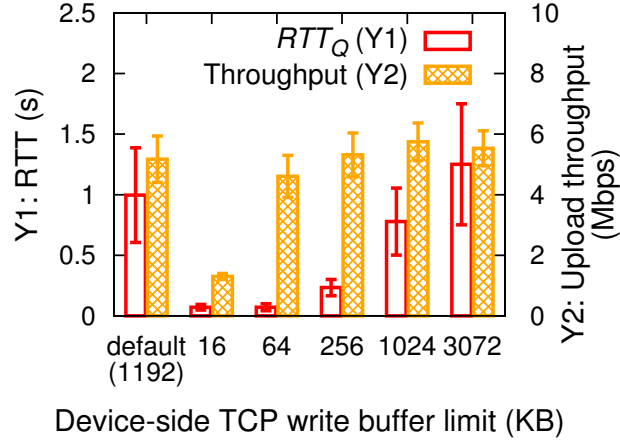 2.5
2
1.5
1
0.5
0
Y1: RTT (s)
RTT_Q (Y1)
Throughput (Y2)
10
8
6
4
2
0
Y2: Upload throughput
(Mbps)
default 16 64 256 1024 3072
(1192)
Device-side TCP write buffer limit (KB)